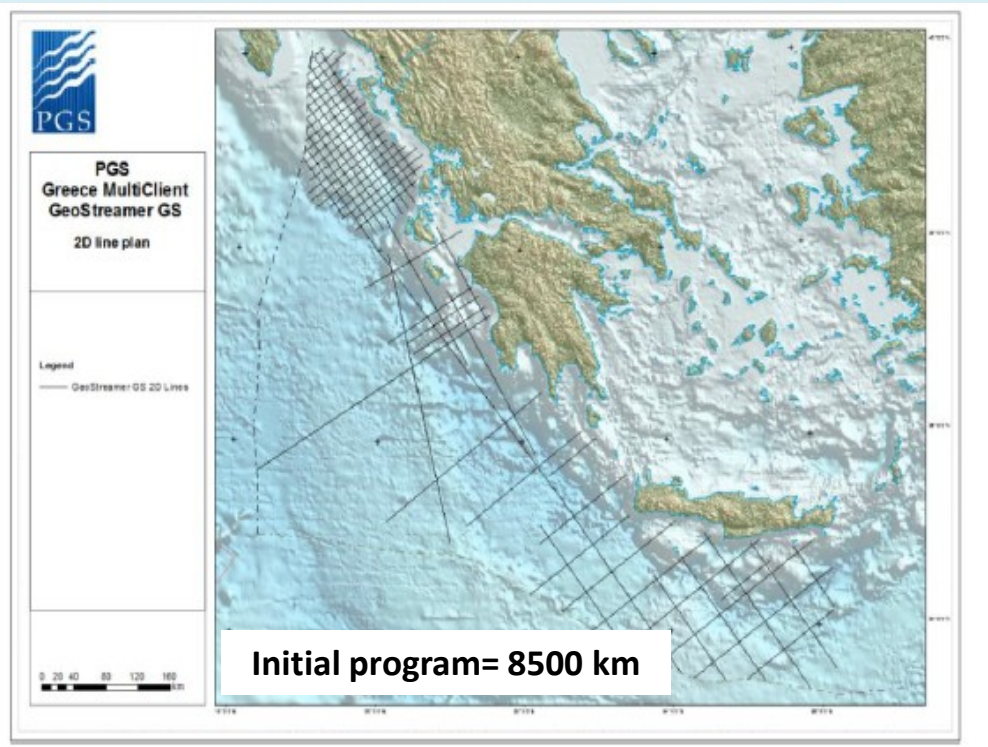 PGS
PGS
Greece MultiClient
GeoStreamer GS
2D line plan
Legend
GeoStreamer GS 2D Lines
0 20 40 80 120 160
km
Initial program= 8500 km